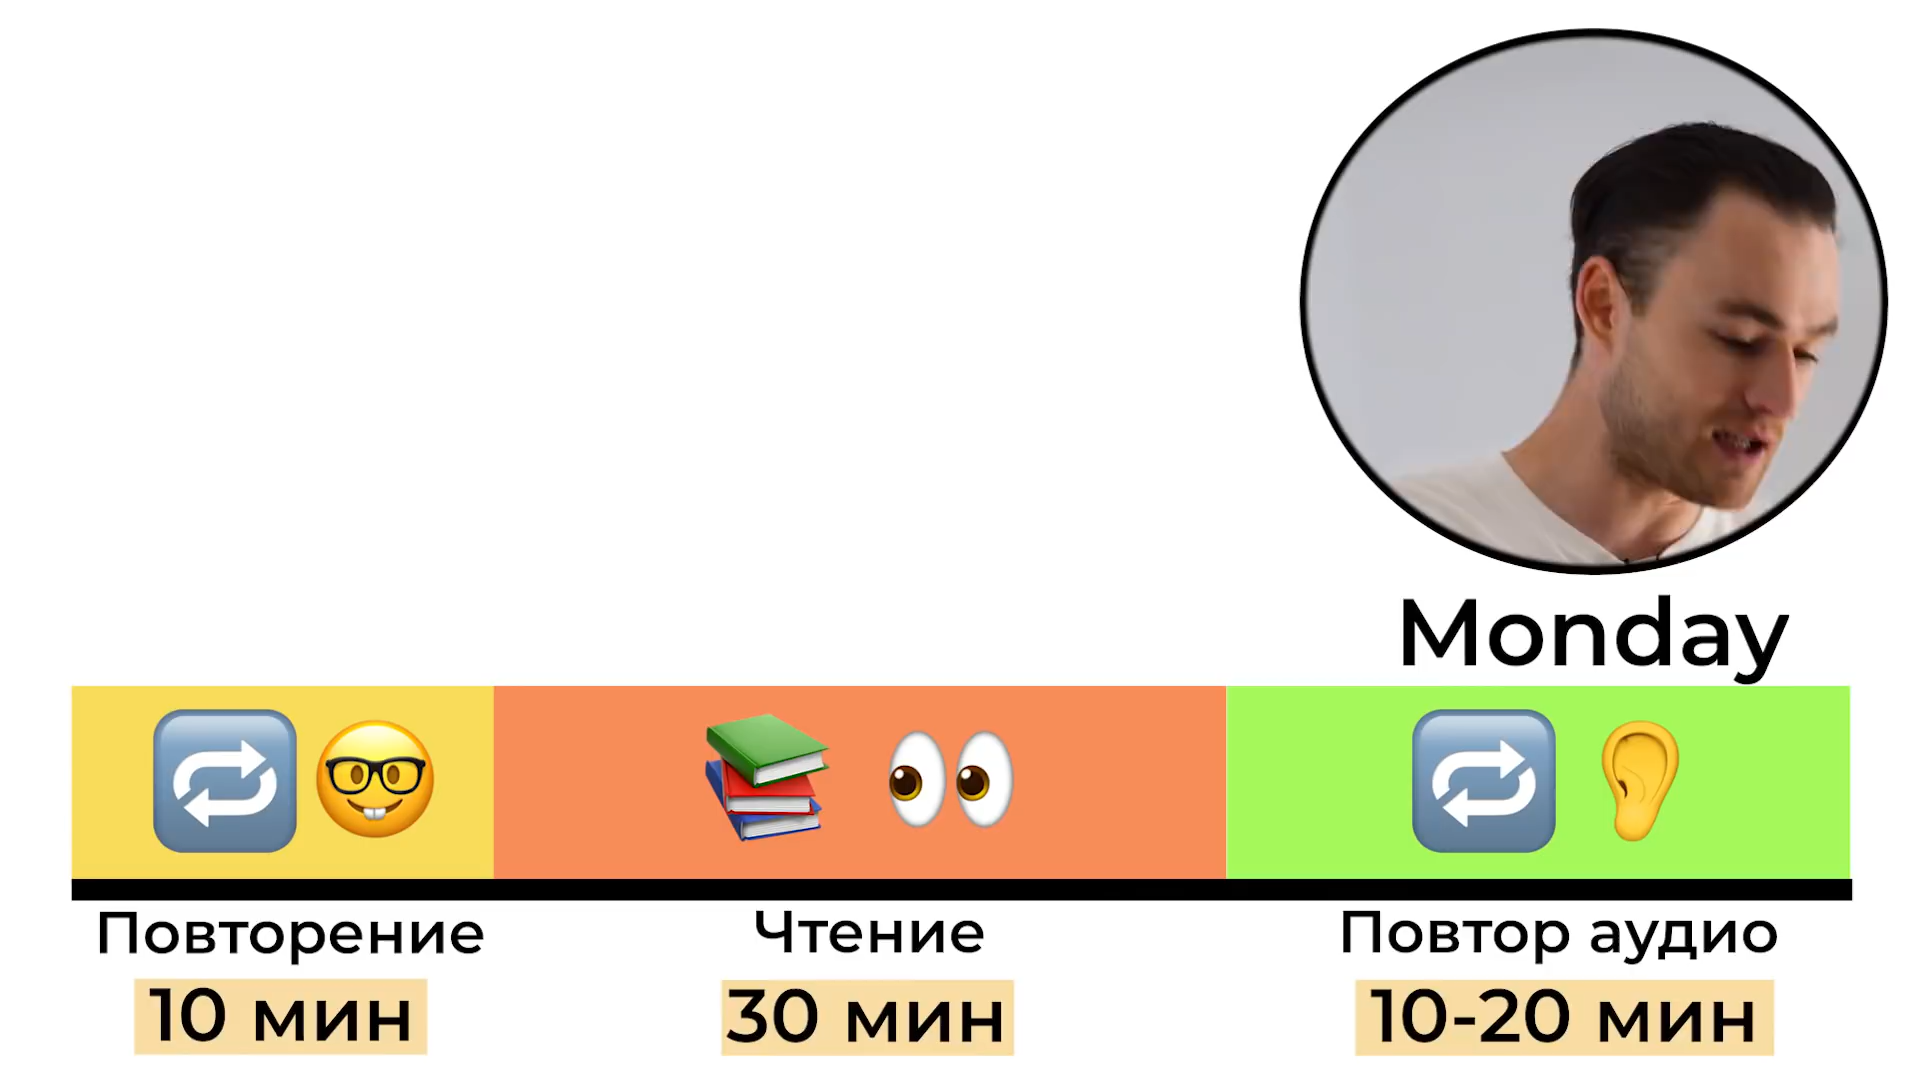 Monday
Повторение
Чтение
Повтор аудио
10 мин
30 мин
10-20 мин